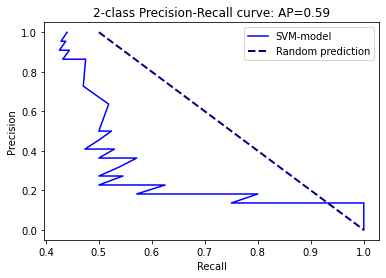 2-class Precision-Recall curve: AP=0.59
SVM-model
Random prediction
Precision
1.0
0.8
0.6
0.4
0.2
0.0
0.4 0.5 0.6 0.7 0.8 0.9 1.0
Recall